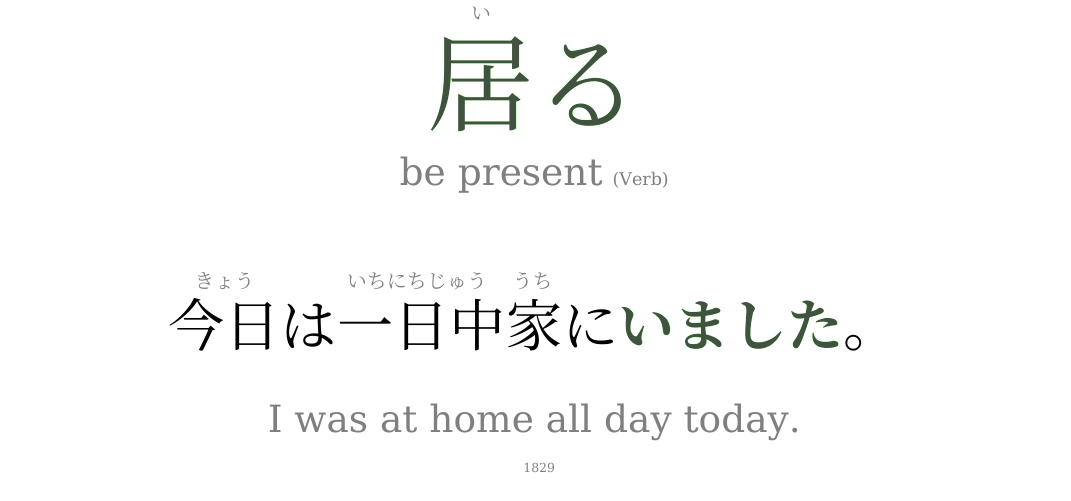 い
居る
be present (Verb)
きょう いちにちじゅう うち
今日は一日中家にいました。
I was at home all day today.
1829